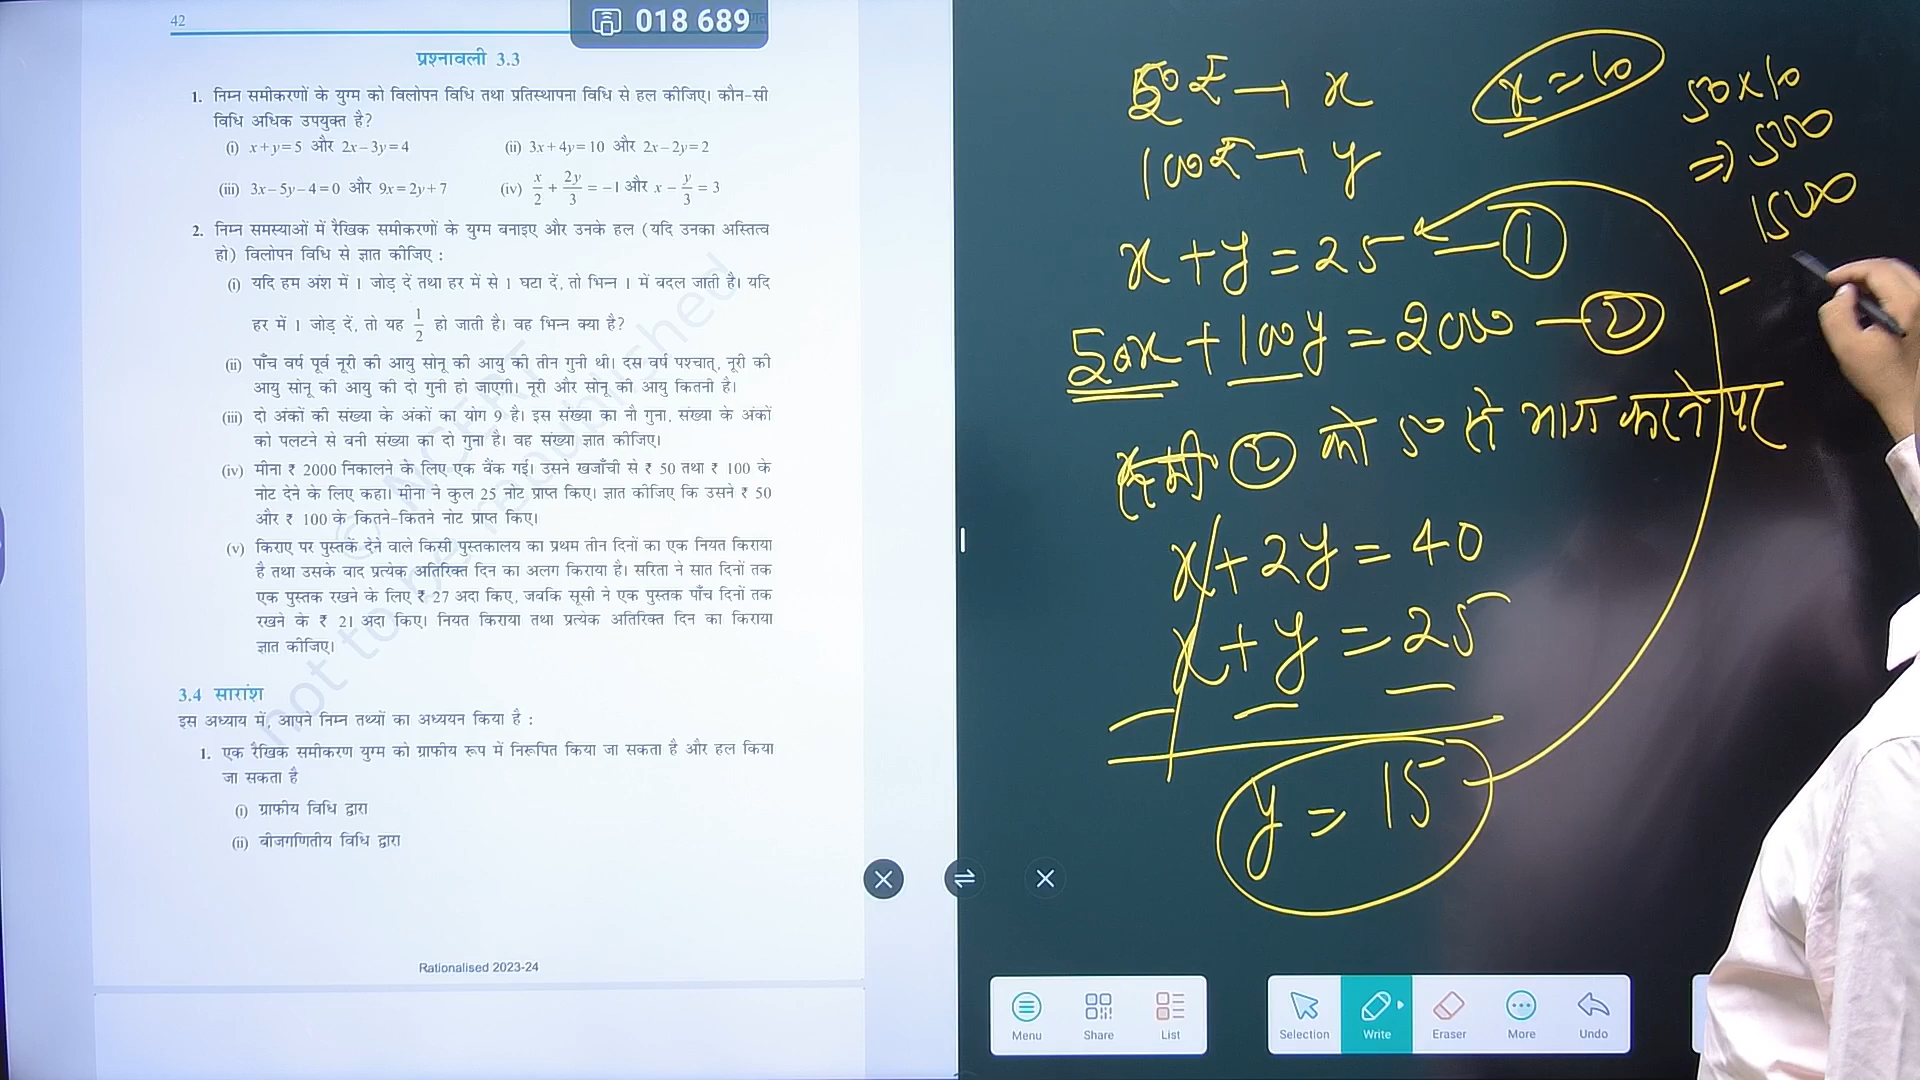 42
018 689
प्रश्नावली 3.3
1. निम्न समीकरणों के युग्म को विलोपन विधि तथा प्रतिस्थापना विधि से हल कीजिए। कौन-सी
विधि अधिक उपयुक्त है?
(i) x + y = 5 और 2x – 3y = 4
(ii) 3x + 4y = 10 और 2x – 2y = 2
(iii) 3x – 5y – 4 = 0 और 9x = 2y + 7
(iv) x/2 + 2y/3 = –1 और x – y/3 = 3
2. निम्न समस्याओं में रैखिक समीकरणों के युग्म बनाइए और उनके हल (यदि उनका अस्तित्व
हो) विलोपन विधि से ज्ञात कीजिए :
(i) यदि हम अंश में 1 जोड़ दें तथा हर में से 1 घटा दें, तो भिन्न 1 में बदल जाती है। यदि
हर में 1 जोड़ दें, तो यह 1/2 हो जाती है। वह भिन्न क्या है?
(ii) पाँच वर्ष पूर्व नूरी की आयु सोनू की आयु की तीन गुनी थी। दस वर्ष पश्चात्, नूरी की
आयु सोनू की आयु की दो गुनी हो जाएगी। नूरी और सोनू की आयु कितनी है।
(iii) दो अंकों की संख्या के अंकों का योग 9 है। इस संख्या का नौ गुना, संख्या के अंकों
को पलटने से बनी संख्या का दो गुना है। वह संख्या ज्ञात कीजिए।
(iv) मीना ₹ 2000 निकालने के लिए एक बैंक गई। उसने खजाँची से ₹ 50 तथा ₹ 100 के
नोट देने के लिए कहा। मीना ने कुल 25 नोट प्राप्त किए। ज्ञात कीजिए कि उसने ₹ 50
और ₹ 100 के कितने-कितने नोट प्राप्त किए।
(v) किराए पर पुस्तकें देने वाले किसी पुस्तकालय का प्रथम तीन दिनों का एक नियत किराया
है तथा उसके बाद प्रत्येक अतिरिक्त दिन का अलग किराया है। सरिता ने सात दिनों तक
एक पुस्तक रखने के लिए ₹ 27 अदा किए, जबकि सूसी ने एक पुस्तक पाँच दिनों तक
रखने के ₹ 21 अदा किए। नियत किराया तथा प्रत्येक अतिरिक्त दिन का किराया
ज्ञात कीजिए।
3.4 सारांश
इस अध्याय में, आपने निम्न तथ्यों का अध्ययन किया है :
1. एक रैखिक समीकरण युग्म को ग्राफीय रूप में निरूपित किया जा सकता है और हल किया
जा सकता है
(i) ग्राफीय विधि द्वारा
(ii) बीजगणितीय विधि द्वारा
Rationalised 2023-24
© NCERT
not to be republished
50₹ → x
100₹ → y
x + y = 25 — ①
50x + 100y = 2000 — ②
समी ② को 50 से भाग करने पर
x + 2y = 40
x + y = 25
y = 15
x = 10
50 x 10
⇒ 500
1500
Menu
Share
List
Selection
Write
Eraser
More
Undo